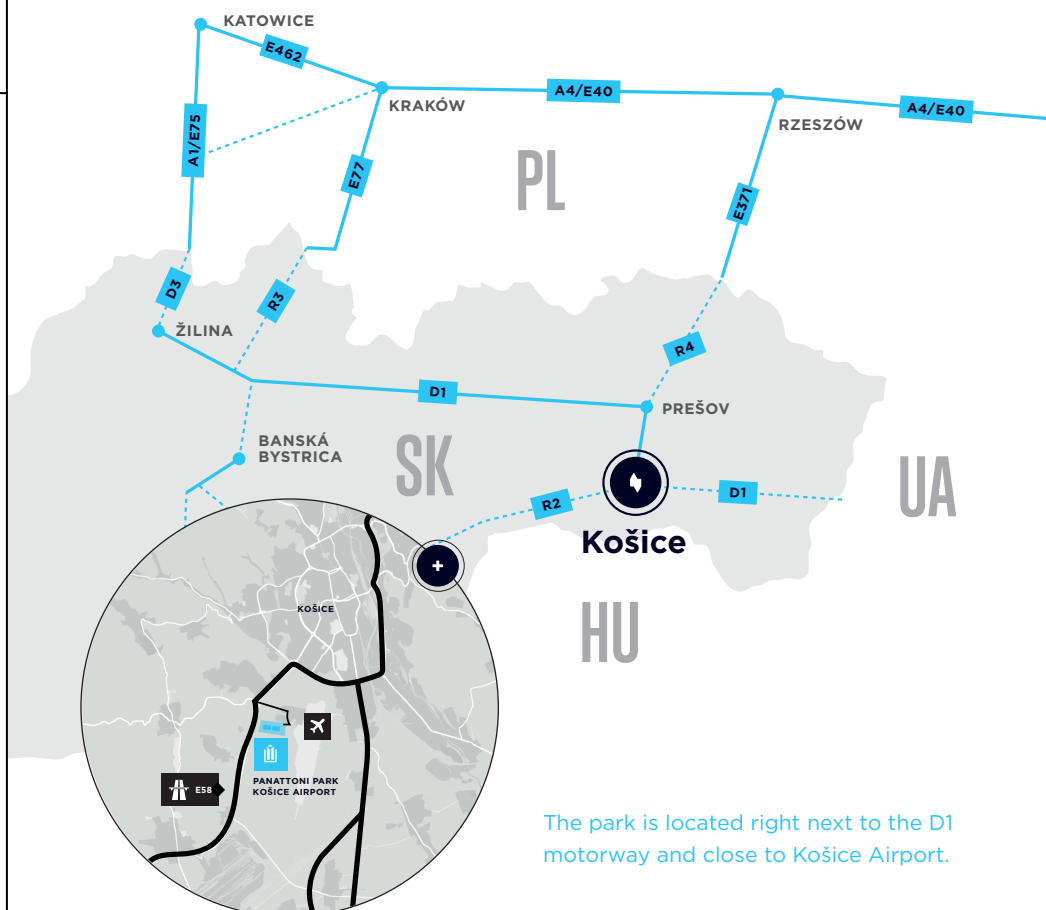 KATOWICE
E462
A4/E40
A4/E40
KRAKÓW
RZESZÓW
A1/E75
E77
PL
E371
D3
R3
ŽILINA
R4
D1
PREŠOV
BANSKÁ
BYSTRICA
SK
UA
R2
D1
Košice
HU
KOŠICE
PANATTONI PARK
KOŠICE AIRPORT
E58
The park is located right next to the D1
motorway and close to Košice Airport.